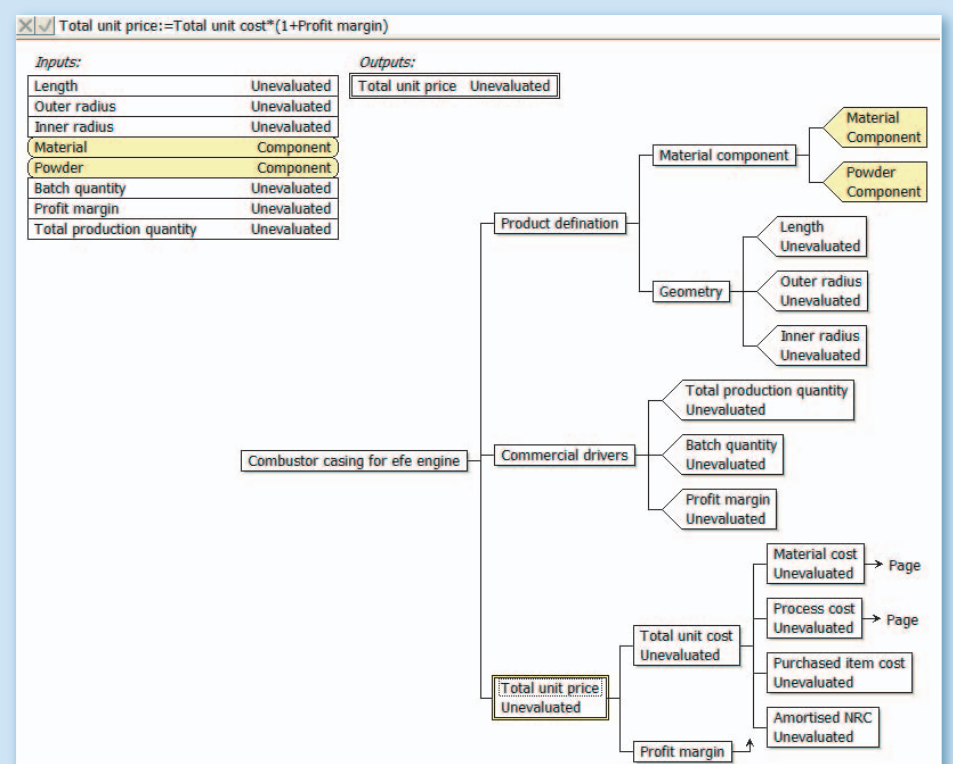 Total unit price:=Total unit cost*(1+Profit margin)
Inputs:
Length Unevaluated
Outer radius Unevaluated
Inner radius Unevaluated
Material Component
Powder Component
Batch quantity Unevaluated
Profit margin Unevaluated
Total production quantity Unevaluated
Outputs:
Total unit price Unevaluated
Combustor casing for efe engine
Product defination
Material component
Material
Component
Powder
Component
Geometry
Length
Unevaluated
Outer radius
Unevaluated
Inner radius
Unevaluated
Commercial drivers
Total production quantity
Unevaluated
Batch quantity
Unevaluated
Profit margin
Unevaluated
Total unit price
Unevaluated
Total unit cost
Unevaluated
Material cost
Unevaluated
Page
Process cost
Unevaluated
Page
Purchased item cost
Unevaluated
Amortised NRC
Unevaluated
Profit margin